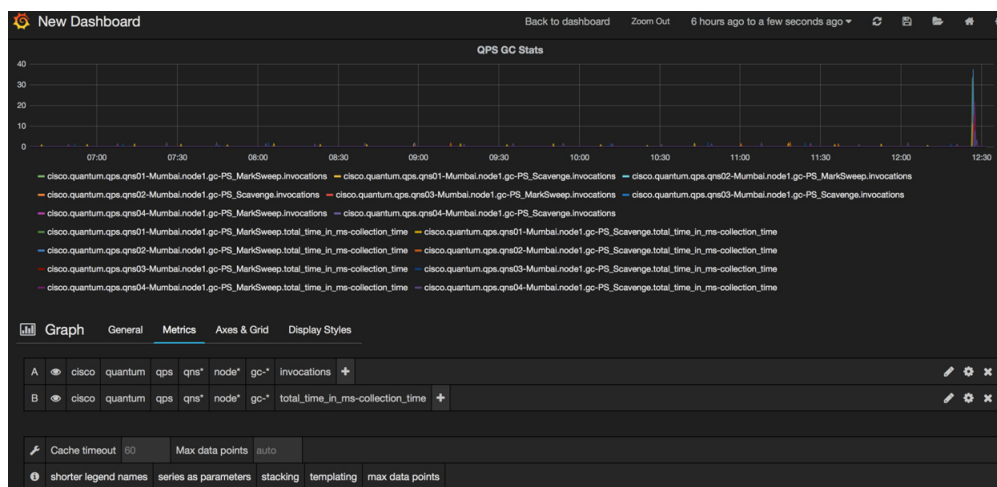 New Dashboard Back to dashboard Zoom Out 6 hours ago to a few seconds ago
QPS GC Stats
40
30
20
10
0
07:00 07:30 08:00 08:30 09:00 09:30 10:00 10:30 11:00 11:30 12:00 12:30
cisco.quantum.qps.qns01-Mumbai.node1.gc-PS_MarkSweep.invocations cisco.quantum.qps.qns01-Mumbai.node1.gc-PS_Scavenge.invocations cisco.quantum.qps.qns02-Mumbai.node1.gc-PS_MarkSweep.invocations
cisco.quantum.qps.qns02-Mumbai.node1.gc-PS_Scavenge.invocations cisco.quantum.qps.qns03-Mumbai.node1.gc-PS_MarkSweep.invocations cisco.quantum.qps.qns03-Mumbai.node1.gc-PS_Scavenge.invocations
cisco.quantum.qps.qns04-Mumbai.node1.gc-PS_MarkSweep.invocations cisco.quantum.qps.qns04-Mumbai.node1.gc-PS_Scavenge.invocations
cisco.quantum.qps.qns01-Mumbai.node1.gc-PS_MarkSweep.total_time_in_ms-collection_time cisco.quantum.qps.qns01-Mumbai.node1.gc-PS_Scavenge.total_time_in_ms-collection_time
cisco.quantum.qps.qns02-Mumbai.node1.gc-PS_MarkSweep.total_time_in_ms-collection_time cisco.quantum.qps.qns02-Mumbai.node1.gc-PS_Scavenge.total_time_in_ms-collection_time
cisco.quantum.qps.qns03-Mumbai.node1.gc-PS_MarkSweep.total_time_in_ms-collection_time cisco.quantum.qps.qns03-Mumbai.node1.gc-PS_Scavenge.total_time_in_ms-collection_time
cisco.quantum.qps.qns04-Mumbai.node1.gc-PS_MarkSweep.total_time_in_ms-collection_time cisco.quantum.qps.qns04-Mumbai.node1.gc-PS_Scavenge.total_time_in_ms-collection_time
Graph General Metrics Axes & Grid Display Styles
A cisco quantum qps qns* node* gc-* invocations +
B cisco quantum qps qns* node* gc-* total_time_in_ms-collection_time +
Cache timeout 60 Max data points auto
shorter legend names series as parameters stacking templating max data points